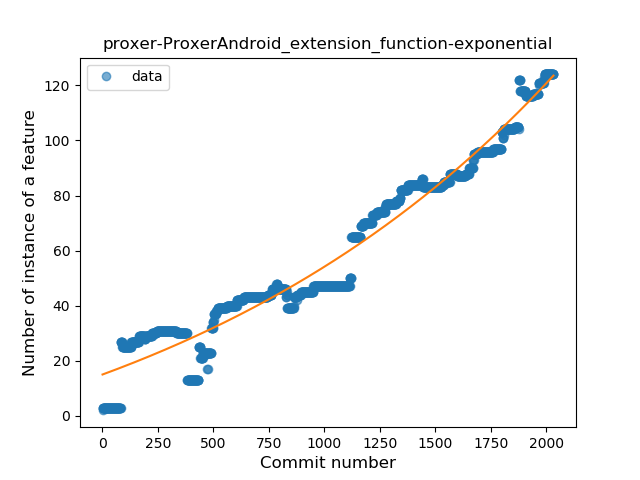 proxer-ProxerAndroid_extension_function-exponential
data
Number of instance of a feature
120
100
80
60
40
20
0
0 250 500 750 1000 1250 1500 1750 2000
Commit number